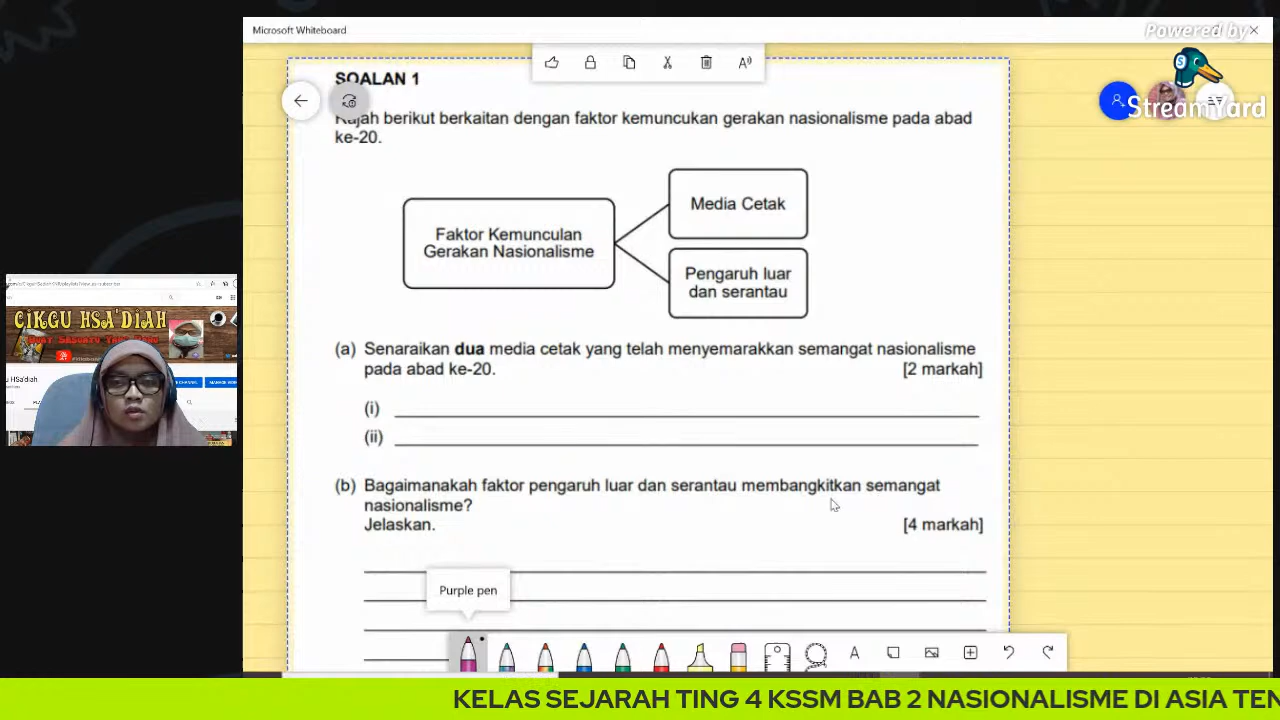 Microsoft Whiteboard
Powered by
StreamYard
SOALAN 1
Rajah berikut berkaitan dengan faktor kemuncukan gerakan nasionalisme pada abad
ke-20.
Media Cetak
Faktor Kemunculan
Gerakan Nasionalisme
Pengaruh luar
dan serantau
(a) Senaraikan dua media cetak yang telah menyemarakkan semangat nasionalisme
pada abad ke-20. [2 markah]
(i)
(ii)
(b) Bagaimanakah faktor pengaruh luar dan serantau membangkitkan semangat
nasionalisme?
Jelaskan. [4 markah]
Purple pen
CiKGU HSA'DiAH
KELAS SEJARAH TING 4 KSSM BAB 2 NASIONALISME DI ASIA TEN